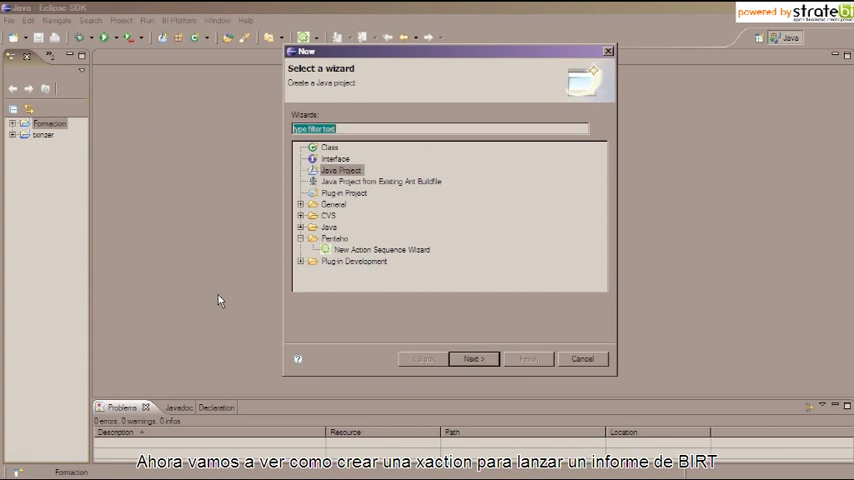 Java - Eclipse SDK
powered by stratebi
open business intelligence
File Edit Navigate Search Project Run BI Platform Window Help
Java
New
Select a wizard
Create a Java project
Wizards:
type filter text
Class
Interface
Java Project
Java Project from Existing Ant Buildfile
Plug-in Project
General
CVS
Java
Pentaho
New Action Sequence Wizard
Plug-in Development
Formacion
? < Back Next > Finish Cancel
Problems Javadoc Declaration
0 errors, 0 warnings, 0 infos
Description Resource Path Location
Ahora vamos a ver como crear una xaction para lanzar un informe de BIRT
Formacion